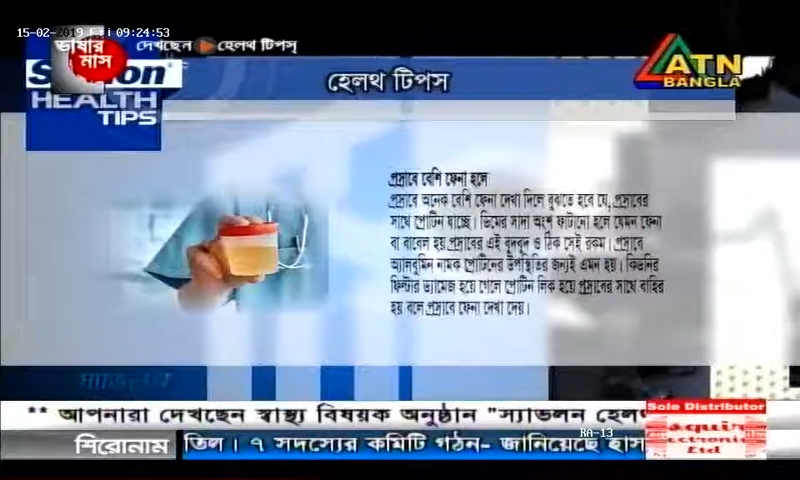 15-02-2019 Fri 09:24:53
ভাষার
মাস
দেখছেন হেলথ টিপস্
HEALTH
TIPS
হেলথ টিপস
ATN
BANGLA
প্রস্রাবে বেশি ফেনা হলে
প্রস্রাবে অনেক বেশি ফেনা দেখা দিলে বুঝতে হবে যে, প্রস্রাবের
সাথে প্রোটিন যাচ্ছে। ডিমের সাদা অংশ ফাটানো হলে যেমন ফেনা
বা বাবেল হয় প্রস্রাবের এই বুদবুদ ও ঠিক সেই রকম। প্রস্রাবে
অ্যালবুমিন নামক প্রোটিনের উপস্থিতির জন্যই এমন হয়। কিডনির
ফিল্টার ড্যামেজ হয়ে গেলে প্রোটিন লিক হয়ে প্রস্রাবের সাথে বাহির
হয় বলে প্রস্রাবে ফেনা দেখা দেয়।
স্যাভলন
** আপনারা দেখছেন স্বাস্থ্য বিষয়ক অনুষ্ঠান "স্যাভলন হেল
Sole Distributor
Ltd
RA-13
শিরোনাম তিল। ৭ সদস্যের কমিটি গঠন- জানিয়েছে হাস